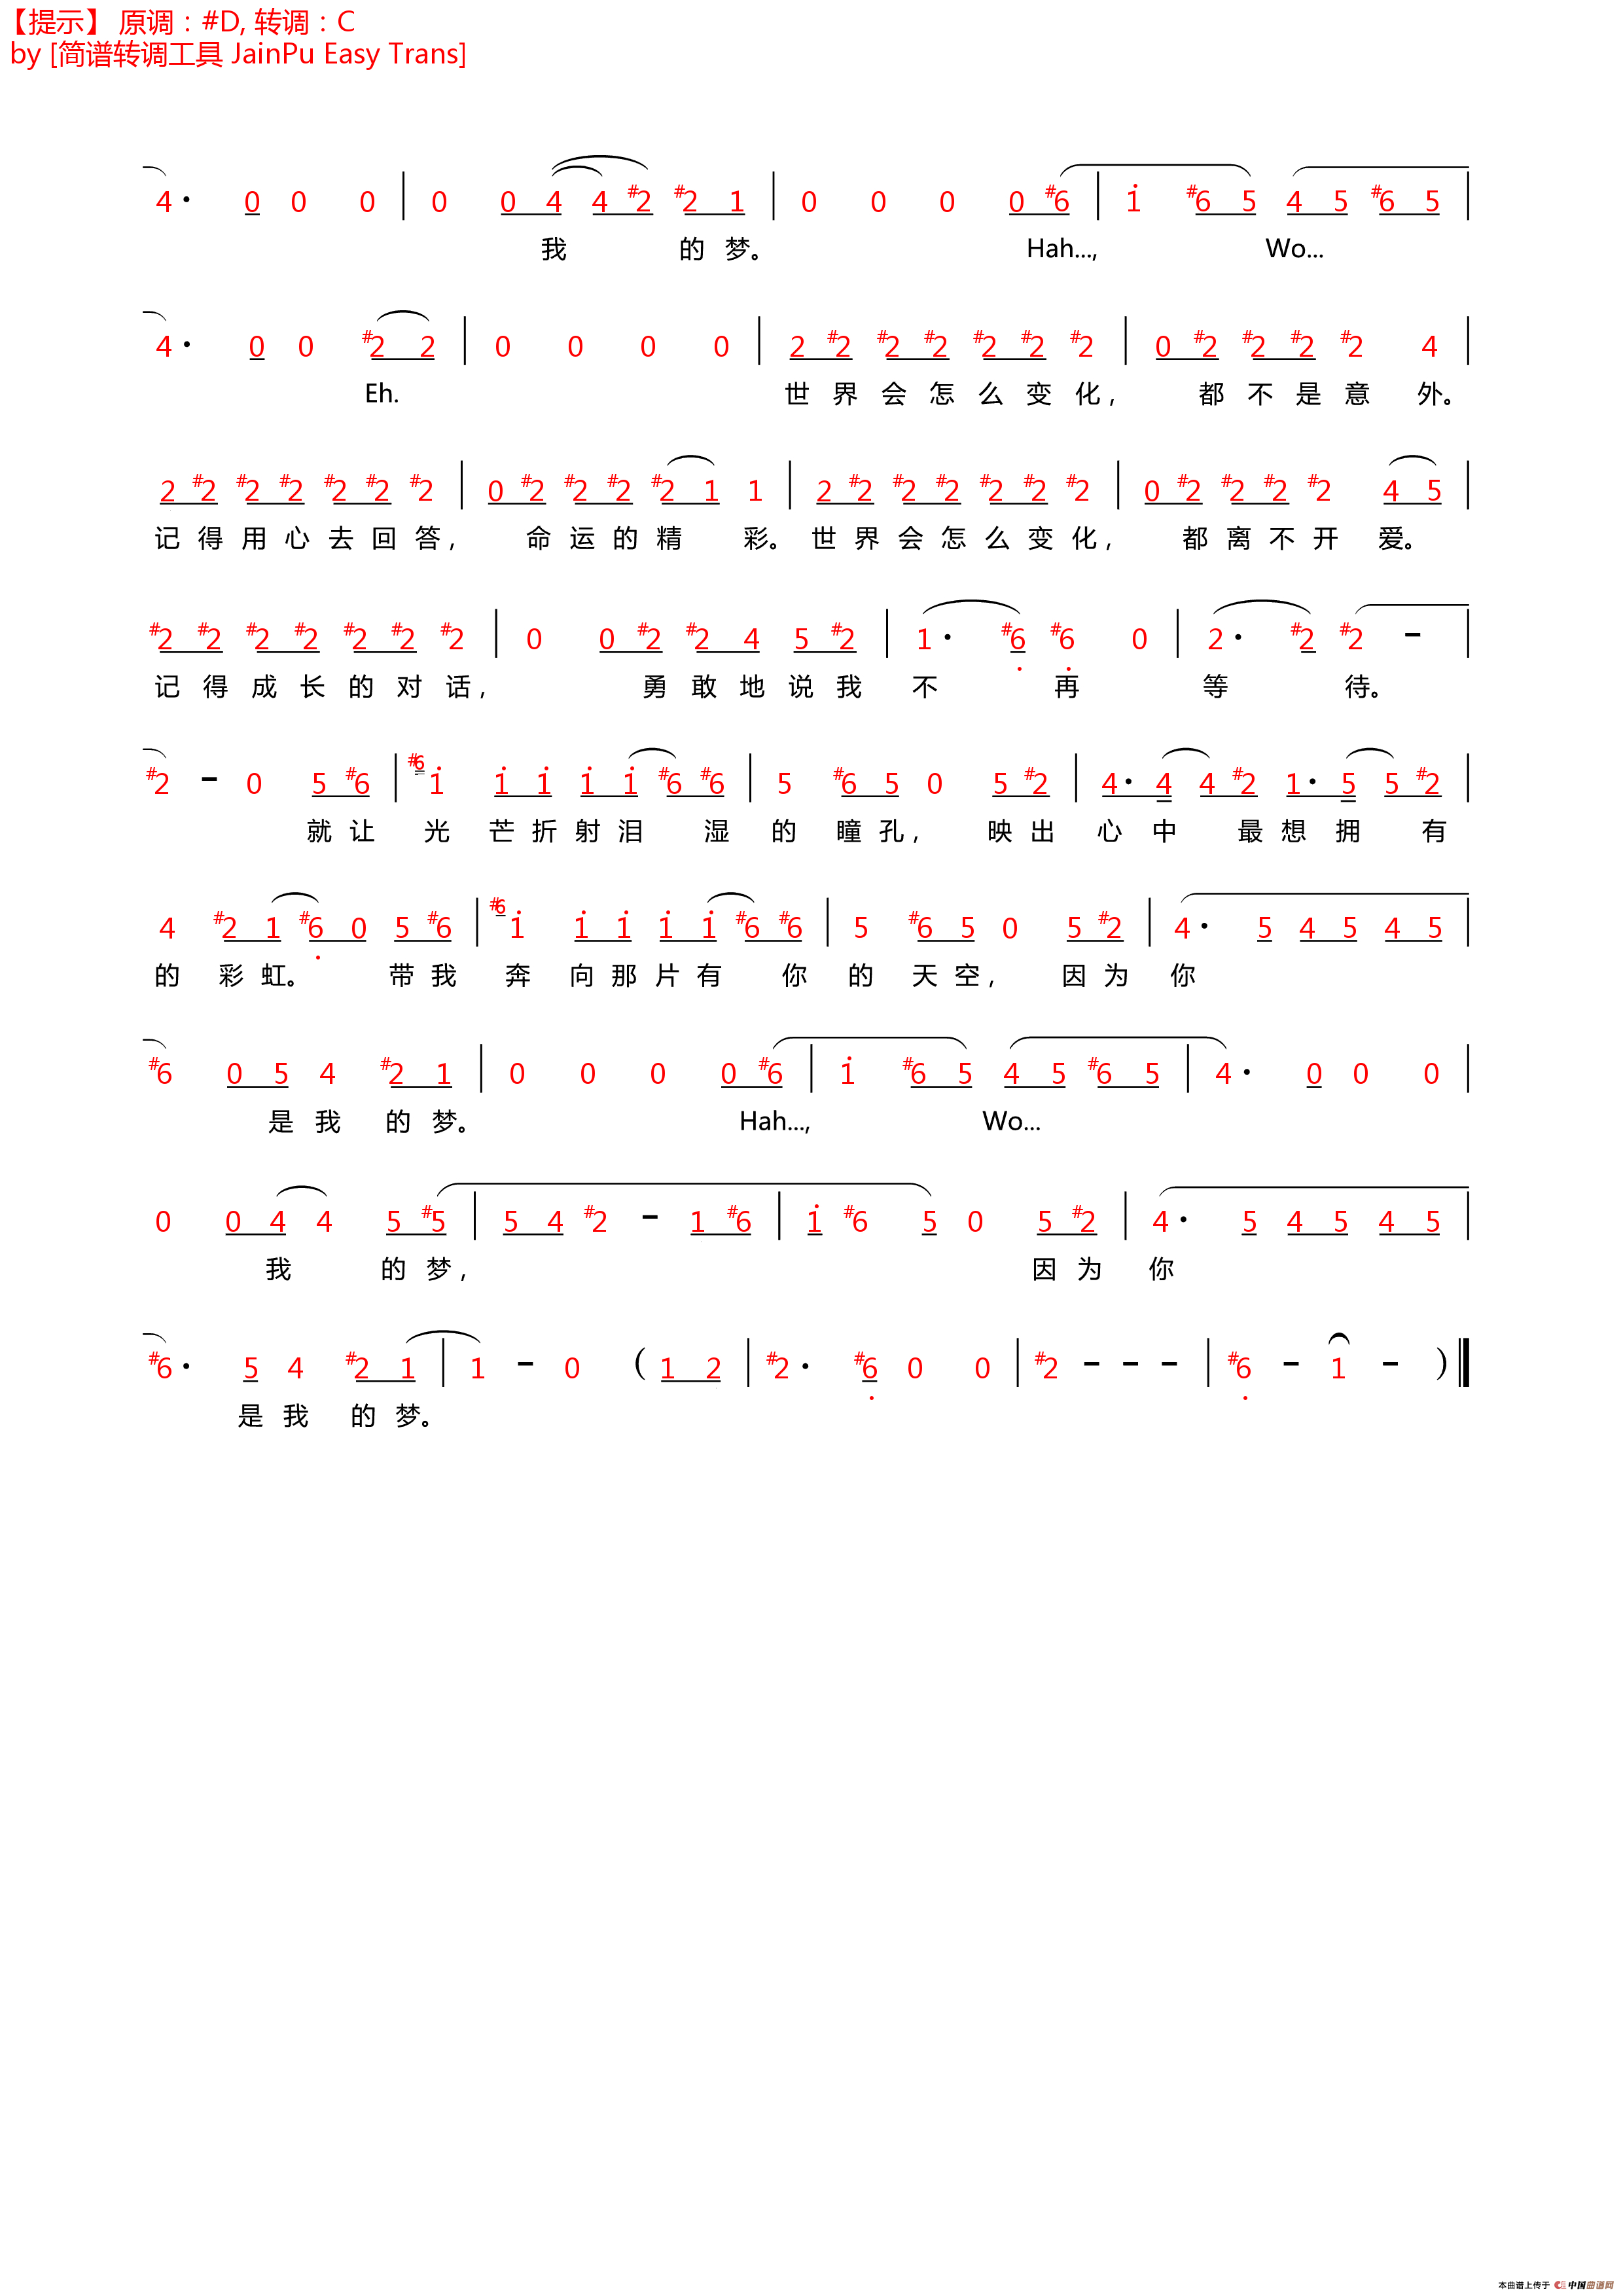 【提示】 原调：#D, 转调：C
by [简谱转调工具 JainPu Easy Trans]
4· 0 0 0 | 0 0 4 4 #2 #2 1 | 0 0 0 0 #6 | 1 #6 5 4 5 #6 5 |
我 的 梦。 Hah..., Wo...
4· 0 0 #2 2 | 0 0 0 0 | 2 #2 #2 #2 #2 #2 #2 | 0 #2 #2 #2 #2 4 |
Eh. 世 界 会 怎 么 变 化， 都 不 是 意 外。
2 #2 #2 #2 #2 #2 #2 | 0 #2 #2 #2 #2 1 1 | 2 #2 #2 #2 #2 #2 #2 | 0 #2 #2 #2 #2 4 5 |
记 得 用 心 去 回 答， 命 运 的 精 彩。 世 界 会 怎 么 变 化， 都 离 不 开 爱。
#2 #2 #2 #2 #2 #2 #2 | 0 0 #2 #2 4 5 #2 | 1· #6 #6 0 | 2· #2 #2 - |
记 得 成 长 的 对 话， 勇 敢 地 说 我 不 再 等 待。
#2 - 0 5 #6 | #6 1 1 1 1 1 #6 #6 | 5 #6 5 0 5 #2 | 4· 4 4 #2 1· 5 5 #2 |
就 让 光 芒 折 射 泪 湿 的 瞳 孔， 映 出 心 中 最 想 拥 有
4 #2 1 #6 0 5 #6 | #6 1 1 1 1 1 #6 #6 | 5 #6 5 0 5 #2 | 4· 5 4 5 4 5 |
的 彩 虹。 带 我 奔 向 那 片 有 你 的 天 空， 因 为 你
#6 0 5 4 #2 1 | 0 0 0 0 #6 | 1 #6 5 4 5 #6 5 | 4· 0 0 0 |
是 我 的 梦。 Hah..., Wo...
0 0 4 4 5 #5 | 5 4 #2 - 1 #6 | 1 #6 5 0 5 #2 | 4· 5 4 5 4 5 |
我 的 梦， 因 为 你
#6· 5 4 #2 1 | 1 - 0 ( 1 2 | #2· #6 0 0 | #2 - - - | #6 - 1 - ) ‖
是 我 的 梦。
本曲谱上传于 中国曲谱网